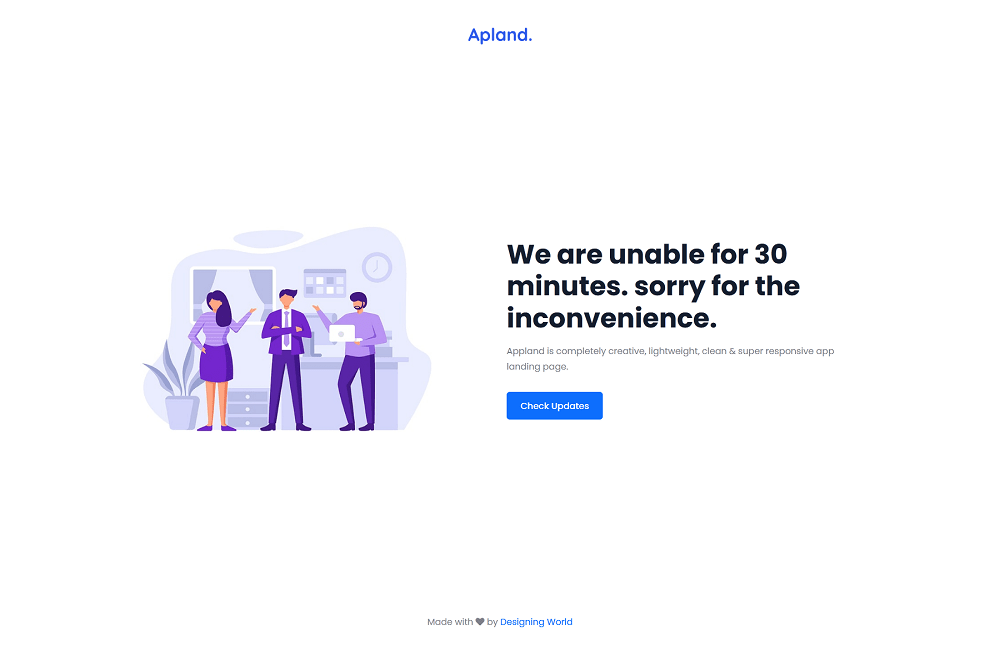 Apland.
We are unable for 30
minutes. sorry for the
inconvenience.
Appland is completely creative, lightweight, clean & super responsive app
landing page.
Check Updates
Made with ❤ by Designing World